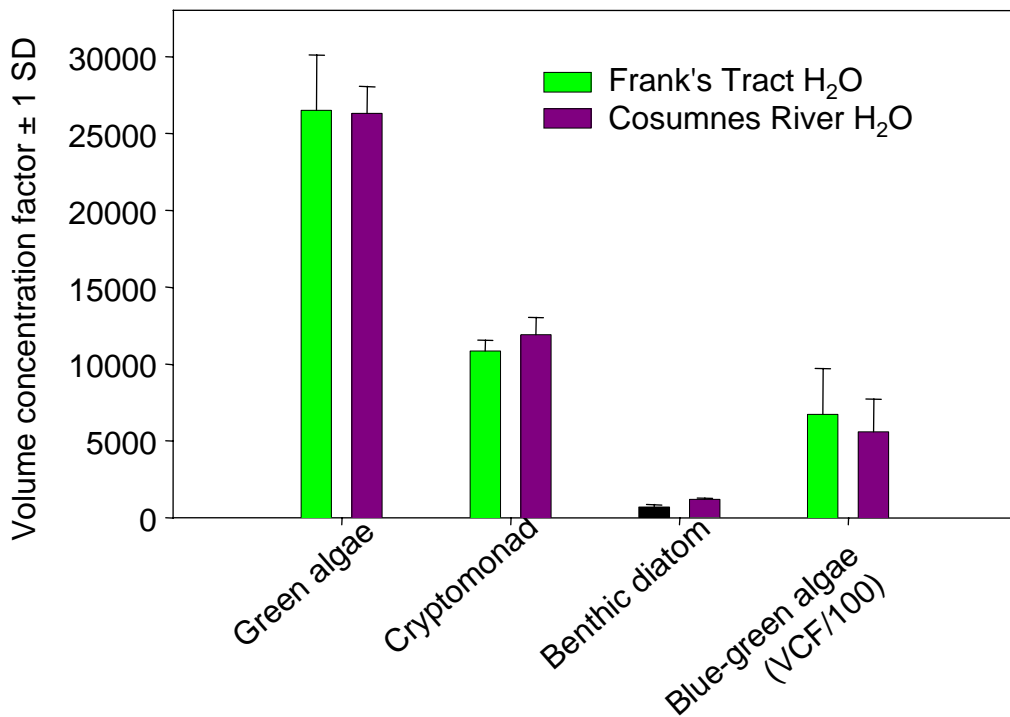 Volume concentration factor ± 1 SD
30000
25000
20000
15000
10000
5000
0
Frank's Tract H₂O
Cosumnes River H₂O
Green algae
Cryptomonad
Benthic diatom
Blue-green algae
(VCF/100)